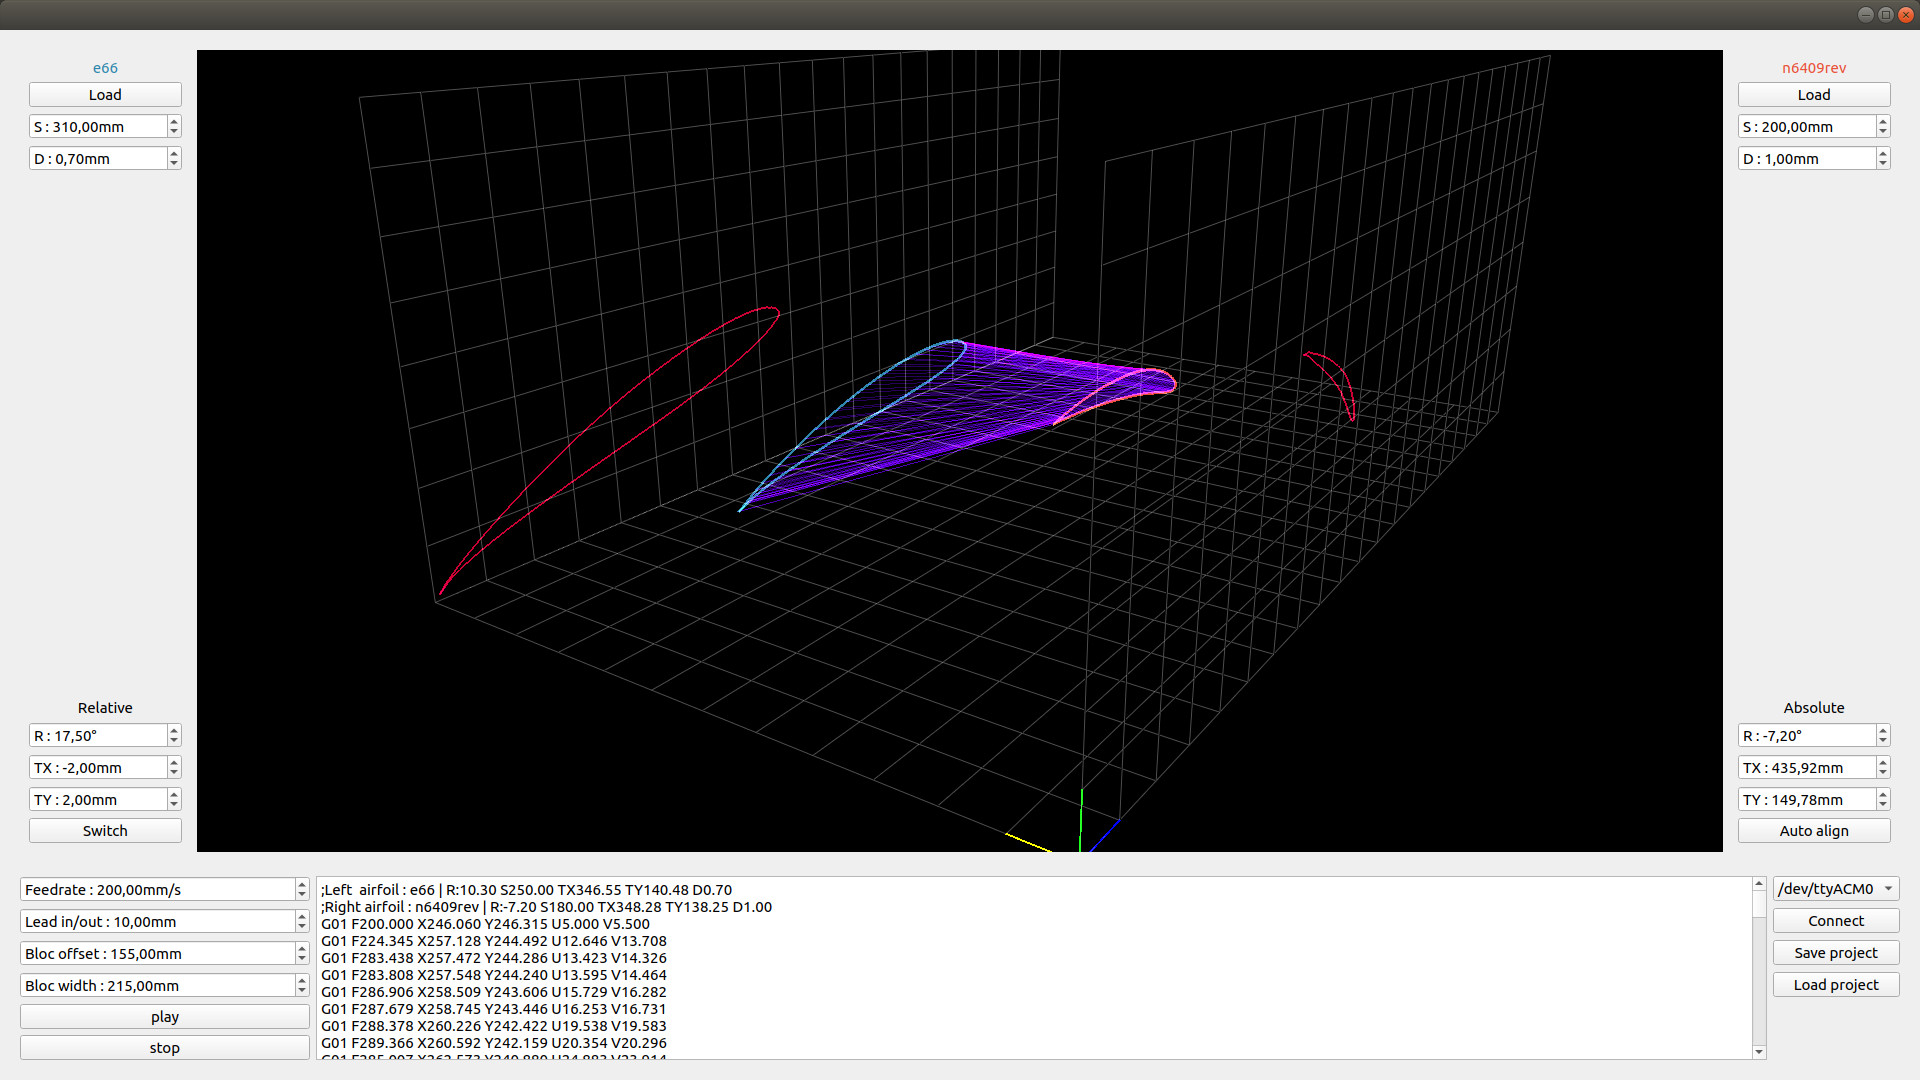 e66
Load
S : 310,00mm
D : 0,70mm
n6409rev
Load
S : 200,00mm
D : 1,00mm
Relative
R : 17,50°
TX : -2,00mm
TY : 2,00mm
Switch
Absolute
R : -7,20°
TX : 435,92mm
TY : 149,78mm
Auto align
Feedrate : 200,00mm/s
Lead in/out : 10,00mm
Bloc offset : 155,00mm
Bloc width : 215,00mm
play
stop
;Left  airfoil : e66 | R:10.30 S250.00 TX346.55 TY140.48 D0.70
;Right airfoil : n6409rev | R:-7.20 S180.00 TX348.28 TY138.25 D1.00
G01 F200.000 X246.060 Y246.315 U5.000 V5.500
G01 F224.345 X257.128 Y244.492 U12.646 V13.708
G01 F283.438 X257.472 Y244.286 U13.423 V14.326
G01 F283.808 X257.548 Y244.240 U13.595 V14.464
G01 F286.906 X258.509 Y243.606 U15.729 V16.282
G01 F287.679 X258.745 Y243.446 U16.253 V16.731
G01 F288.378 X260.226 Y242.422 U19.538 V19.583
G01 F289.366 X260.592 Y242.159 U20.354 V20.296
/dev/ttyACM0
Connect
Save project
Load project